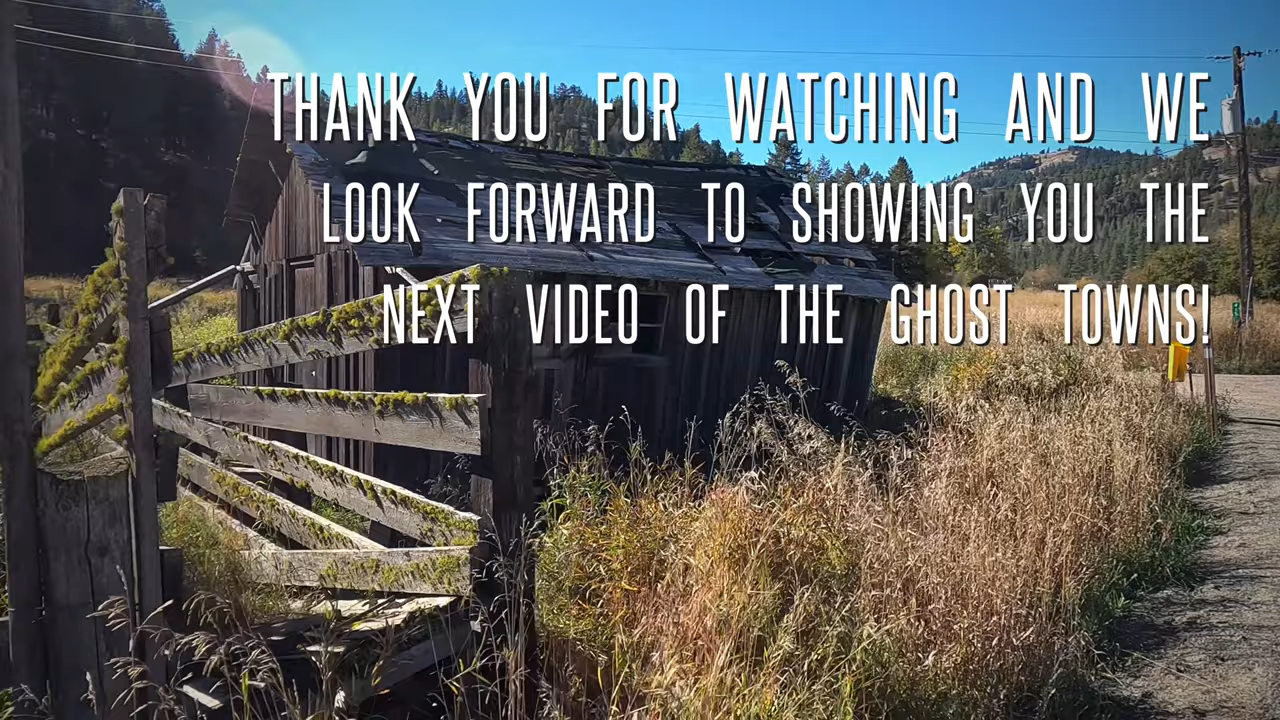 THANK YOU FOR WATCHING AND WE
LOOK FORWARD TO SHOWING YOU THE
NEXT VIDEO OF THE GHOST TOWNS!